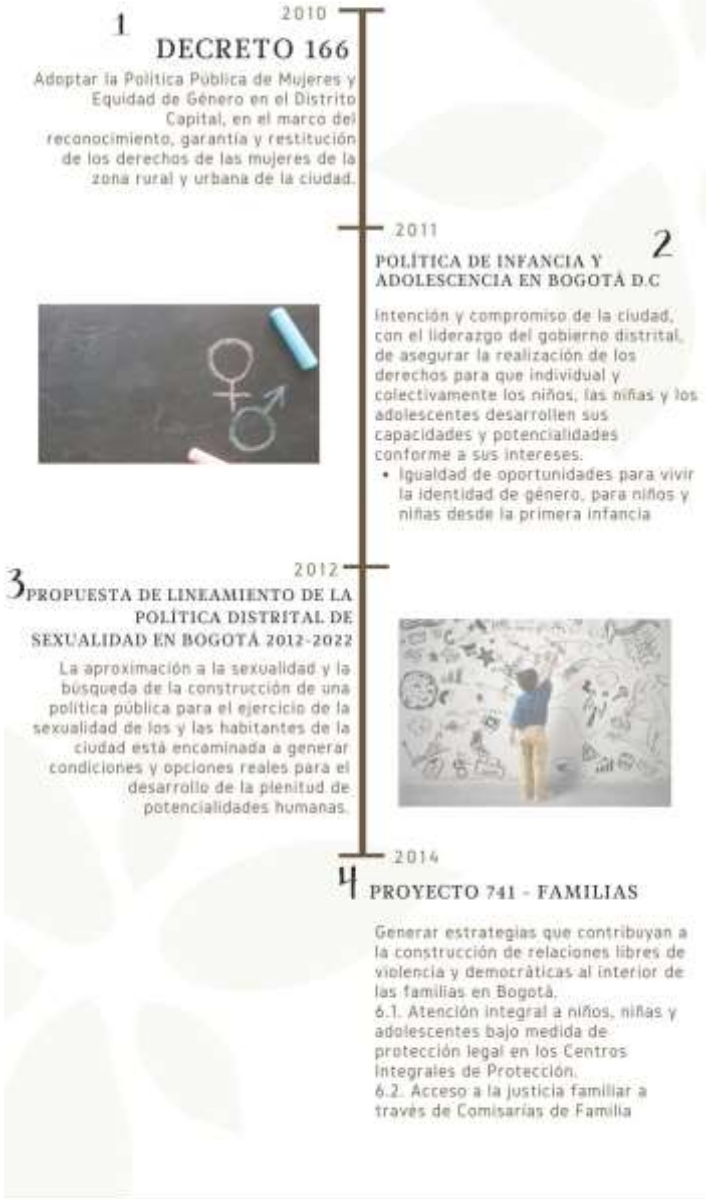 2010
1
DECRETO 166
Adoptar la Política Pública de Mujeres y
Equidad de Género en el Distrito
Capital, en el marco del
reconocimiento, garantía y restitución
de los derechos de las mujeres de la
zona rural y urbana de la ciudad.
2011
2
POLÍTICA DE INFANCIA Y
ADOLESCENCIA EN BOGOTÁ D.C
Intención y compromiso de la ciudad,
con el liderazgo del gobierno distrital,
de asegurar la realización de los
derechos para que individual y
colectivamente los niños, las niñas y los
adolescentes desarrollen sus
capacidades y potencialidades
conforme a sus intereses.
• Igualdad de oportunidades para vivir
la identidad de género, para niños y
niñas desde la primera infancia
2012
3
PROPUESTA DE LINEAMIENTO DE LA
POLÍTICA DISTRITAL DE
SEXUALIDAD EN BOGOTÁ 2012-2022
La aproximación a la sexualidad y la
búsqueda de la construcción de una
política pública para el ejercicio de la
sexualidad de los y las habitantes de la
ciudad está encaminada a generar
condiciones y opciones reales para el
desarrollo de la plenitud de
potencialidades humanas.
2014
4
PROYECTO 741 - FAMILIAS
Generar estrategias que contribuyan a
la construcción de relaciones libres de
violencia y democráticas al interior de
las familias en Bogotá.
6.1. Atención integral a niños, niñas y
adolescentes bajo medida de
protección legal en los Centros
Integrales de Protección.
6.2. Acceso a la justicia familiar a
través de Comisarías de Familia